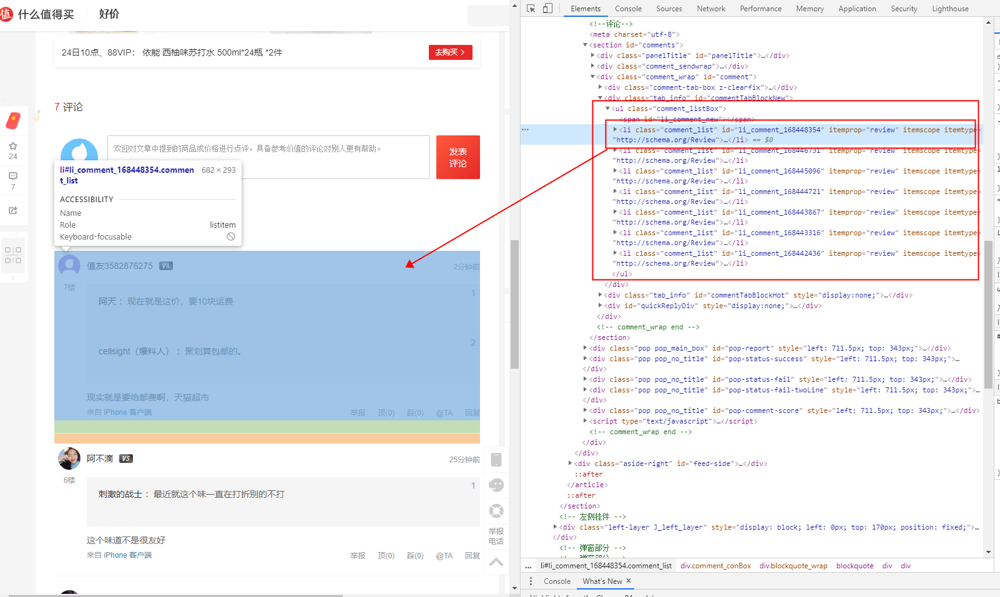 值 什么值得买 好价
24日10点、88VIP： 依能 西柚味苏打水 500ml*24瓶 *2件
去购买 >
7 评论
欢迎对文章中提到的商品或价格进行点评，具备参考价值的评论对别人更有帮助。
发表
评论
24
7
li#li_comment_168448354.commen 682 × 293
t_list
ACCESSIBILITY
Name
Role listitem
Keyboard-focusable
值友3582876275 V4 2分钟前
7楼
1
阿天 ： 现在就是这价，要10块运费
2
cellsight（爆料人） ： 聚划算包邮的。
现实就是要给邮费啊，天猫超市
来自 iPhone 客户端 举报 顶(0) 踩(0) @TA 回复
阿不滴 V5 25分钟前
6楼
1
刺激的战士 ： 最近就这个味一直在打折别的不打
这个味道不是很友好
来自 iPhone 客户端 举报 顶(0) 踩(0) @TA 回复
举报
电话
Elements Console Sources Network Performance Memory Application Security Lighthouse
<!--评论-->
<meta charset="utf-8">
<section id="comments">
<div class="panelTitle" id="panelTitle">…</div>
<div class="comment_sendwrap">…</div>
<div class="comment_wrap" id="comment">
<div class="comment-tab-box z-clearfix">…</div>
<div class="tab_info" id="commentTabBlockNew">
<ul class="comment_listBox">
<span id="li_comment_new"></span>
<li class="comment_list" id="li_comment_168448354" itemprop="review" itemscope itemtype=
"http://schema.org/Review">…</li> == $0
<li class="comment_list" id="li_comment_168446731" itemprop="review" itemscope itemtype=
"http://schema.org/Review">…</li>
<li class="comment_list" id="li_comment_168445096" itemprop="review" itemscope itemtype=
"http://schema.org/Review">…</li>
<li class="comment_list" id="li_comment_168444721" itemprop="review" itemscope itemtype=
"http://schema.org/Review">…</li>
<li class="comment_list" id="li_comment_168443867" itemprop="review" itemscope itemtype=
"http://schema.org/Review">…</li>
<li class="comment_list" id="li_comment_168443316" itemprop="review" itemscope itemtype=
"http://schema.org/Review">…</li>
<li class="comment_list" id="li_comment_168442436" itemprop="review" itemscope itemtype=
"http://schema.org/Review">…</li>
</ul>
</div>
<div class="tab_info" id="commentTabBlockHot" style="display:none;">…</div>
<div id="quickReplyDiv" style="display:none;">…</div>
</div>
<!-- comment_wrap end -->
</section>
<div class="pop pop_main_box" id="pop-report" style="left: 711.5px; top: 343px;">…</div>
<div class="pop pop_no_title" id="pop-status-success" style="left: 711.5px; top: 343px;">…
</div>
<div class="pop pop_no_title" id="pop-status-fail" style="left: 711.5px; top: 343px;">…</div>
<div class="pop pop_no_title" id="pop-status-fail-twoLine" style="left: 711.5px; top: 343px;">…
</div>
<div class="pop pop_no_title" id="pop-comment-score" style="left: 711.5px; top: 343px;">…</div>
<script type="text/javascript">…</script>
<!-- comment_wrap end -->
</div>
</div>
<div class="aside-right" id="feed-side">…</div>
::after
</article>
::after
</section>
<!-- 左侧挂件 -->
<div class="left-layer J_left_layer" style="display: block; left: 0px; top: 170px; position: fixed;">…
</div>
<!-- 弹窗部分 -->
<!-- 弹窗部分 -->
... li#li_comment_168448354.comment_list div.comment_conBox div.blockquote_wrap blockquote div div
Console What's New ×